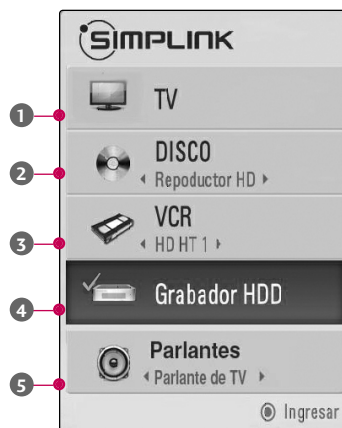 SIMPLINK
1
TV
2
DISCO
Repoductor HD
3
VCR
HD HT 1
4
Grabador HDD
5
Parlantes
Parlante de TV
Ingresar